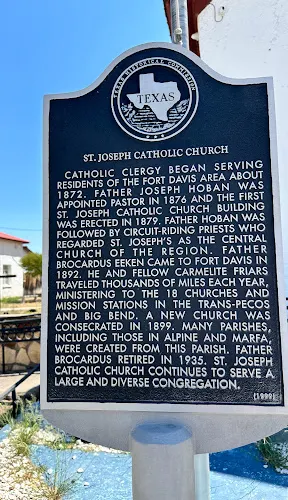 TEXAS HISTORICAL COMMISSION
TEXAS
ST. JOSEPH CATHOLIC CHURCH
CATHOLIC CLERGY BEGAN SERVING
RESIDENTS OF THE FORT DAVIS AREA ABOUT
1872. FATHER JOSEPH HOBAN WAS
APPOINTED PASTOR IN 1876 AND THE FIRST
ST. JOSEPH CATHOLIC CHURCH BUILDING
WAS ERECTED IN 1879. FATHER HOBAN WAS
FOLLOWED BY CIRCUIT-RIDING PRIESTS WHO
REGARDED ST. JOSEPH'S AS THE CENTRAL
CHURCH OF THE REGION. FATHER
BROCARDUS EEKEN CAME TO FORT DAVIS IN
1892. HE AND FELLOW CARMELITE FRIARS
TRAVELED THOUSANDS OF MILES EACH YEAR,
MINISTERING TO THE 18 CHURCHES AND
MISSION STATIONS IN THE TRANS-PECOS
AND BIG BEND. A NEW CHURCH WAS
CONSECRATED IN 1899. MANY PARISHES,
INCLUDING THOSE IN ALPINE AND MARFA,
WERE CREATED FROM THIS PARISH. FATHER
BROCARDUS RETIRED IN 1935. ST. JOSEPH
CATHOLIC CHURCH CONTINUES TO SERVE A
LARGE AND DIVERSE CONGREGATION.
(1999)